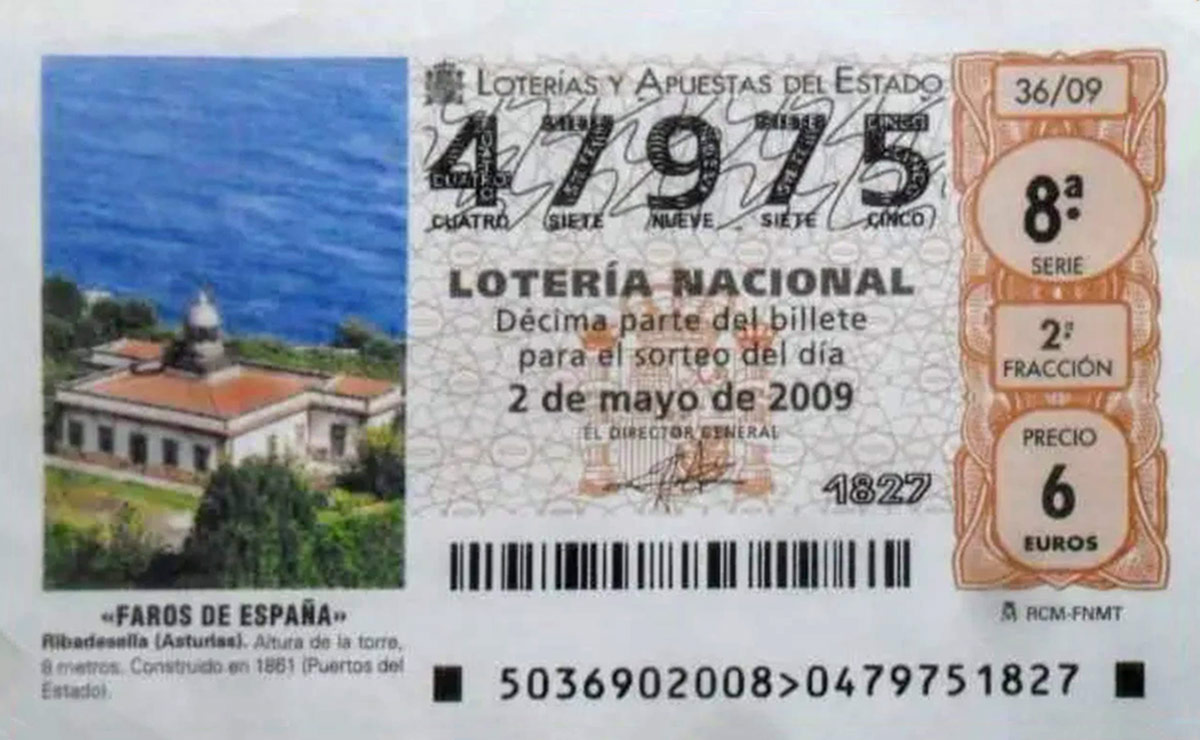 LOTERÍAS Y APUESTAS DEL ESTADO
47975
CUATRO SIETE NUEVE SIETE CINCO
LOTERÍA NACIONAL
Décima parte del billete
para el sorteo del día
2 de mayo de 2009
EL DIRECTOR GENERAL
1827
36/09
8ª
SERIE
2ª
FRACCIÓN
PRECIO
6
EUROS
RCM-FNMT
«FAROS DE ESPAÑA»
Ribadesella (Asturias). Altura de la torre,
8 metros. Construido en 1861 (Puertos del
Estado).
5036902008>0479751827